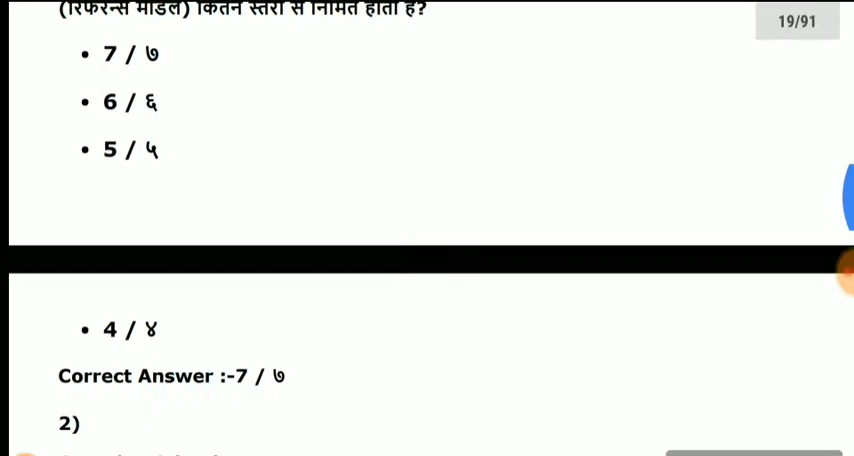 (रिफरेन्स मॉडल) कितने स्तरों से निर्मित होता है?
19/91
• 7 / ७
• 6 / ६
• 5 / ५
• 4 / ४
Correct Answer :-7 / ७
2)